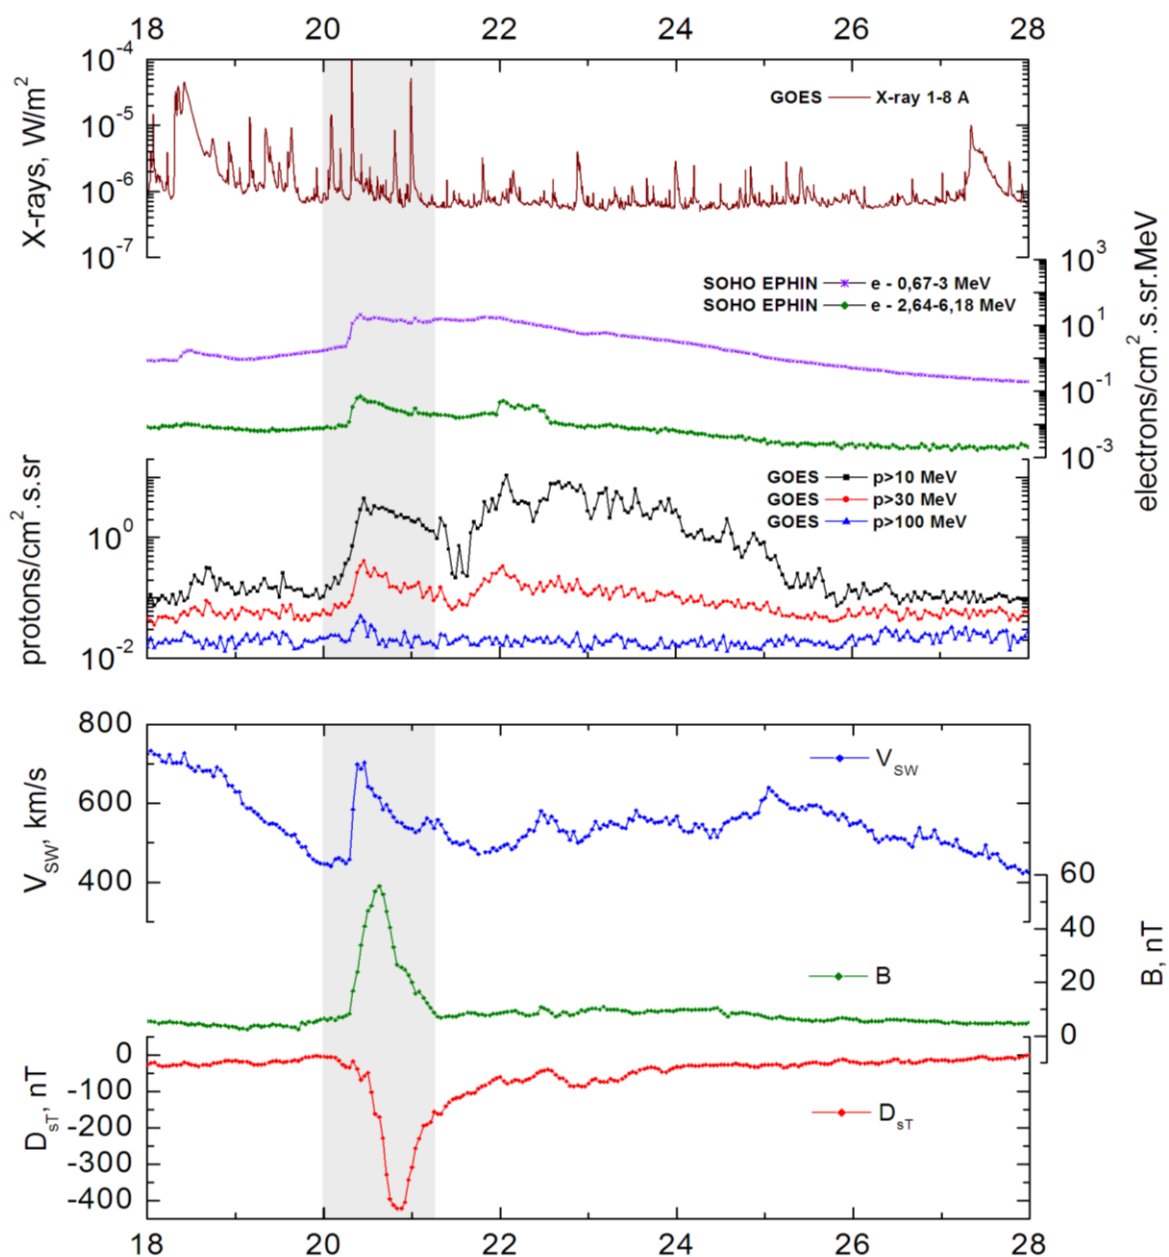 18 20 22 24 26 28
10-4
10-5
10-6
10-7
X-rays, W/m2
GOES X-ray 1-8 A
SOHO EPHIN e - 0,67-3 MeV
SOHO EPHIN e - 2,64-6,18 MeV
103
101
10-1
10-3
electrons/cm2.s.sr.MeV
GOES p>10 MeV
GOES p>30 MeV
GOES p>100 MeV
100
10-2
protons/cm2.s.sr
800
600
400
VSW, km/s
VSW
60
40
20
0
B, nT
B
0
-100
-200
-300
-400
DsT, nT
DsT
18 20 22 24 26 28